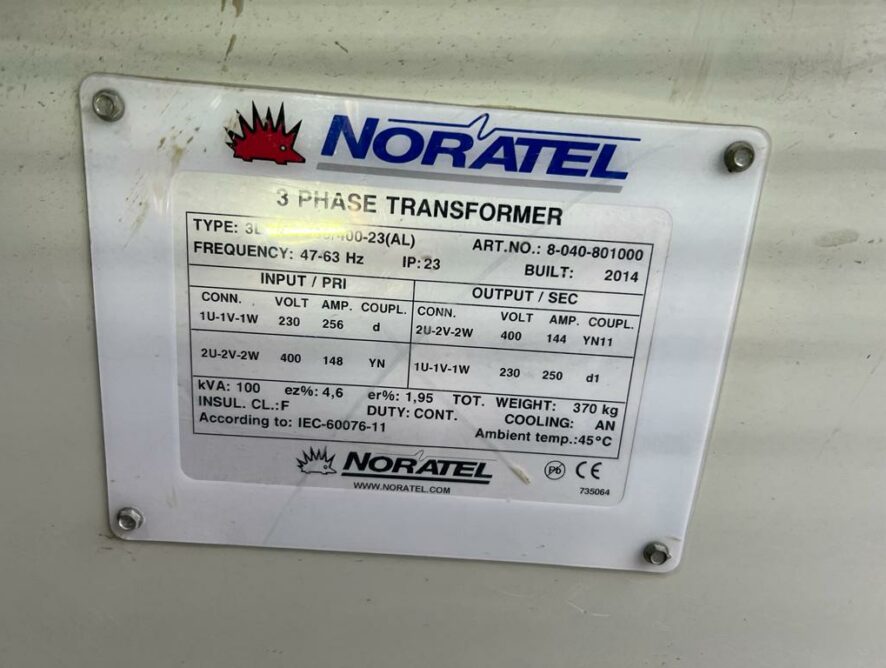 NORATEL
3 PHASE TRANSFORMER
TYPE: /400-23(AL) ART.NO.: 8-040-801000
FREQUENCY: 47-63 Hz IP:23 BUILT: 2014
INPUT / PRI OUTPUT / SEC
CONN. VOLT AMP. COUPL. CONN. VOLT AMP. COUPL.
1U-1V-1W 230 256 d 2U-2V-2W 400 144 YN11
2U-2V-2W 400 148 YN 1U-1V-1W 230 250 d1
kVA: 100 ez%: 4,6 er%: 1,95 TOT. WEIGHT: 370 kg
INSUL. CL.:F DUTY: CONT. COOLING: AN
According to: IEC-60076-11 Ambient temp.:45°C
NORATEL
WWW.NORATEL.COM
Pb CE
735064